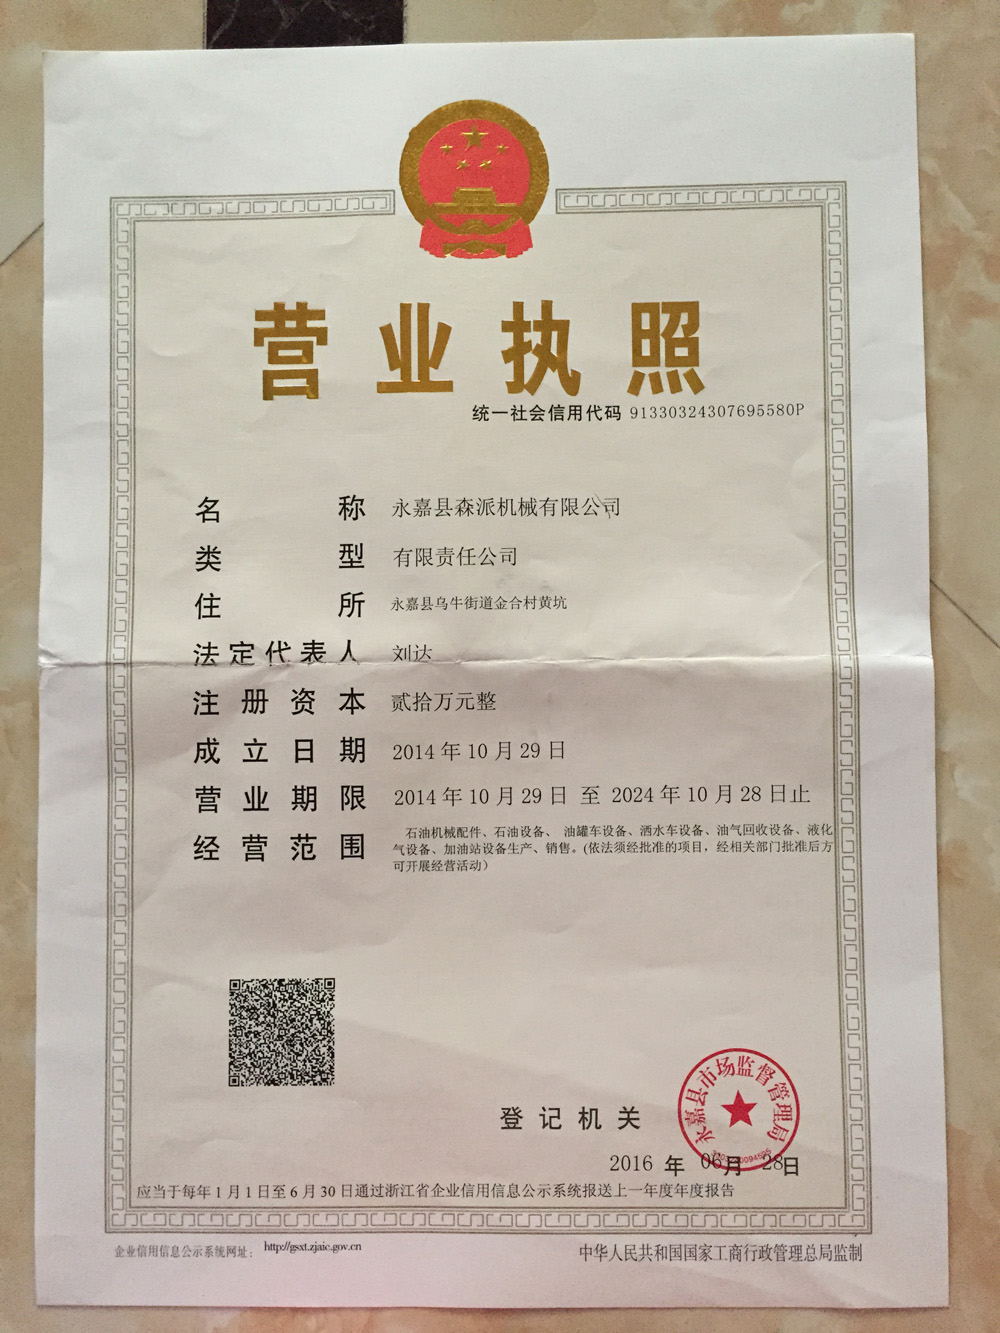 营业执照
统一社会信用代码 91330324307695580P
名称 永嘉县森派机械有限公司
类型 有限责任公司
住所 永嘉县乌牛街道金合村黄坑
法定代表人 刘达
注册资本 贰拾万元整
成立日期 2014年10月29日
营业期限 2014年10月29日 至 2024年10月28日止
经营范围 石油机械配件、石油设备、 油罐车设备、洒水车设备、油气回收设备、液化
气设备、加油站设备生产、销售。(依法须经批准的项目，经相关部门批准后方
可开展经营活动）
永嘉县市场监督管理局
登记机关
2016 年 06月 28日
应当于每年1月1日至6月30日通过浙江省企业信用信息公示系统报送上一年度年度报告
企业信用信息公示系统网址： http://gsxt.zjaic.gov.cn
中华人民共和国国家工商行政管理总局监制